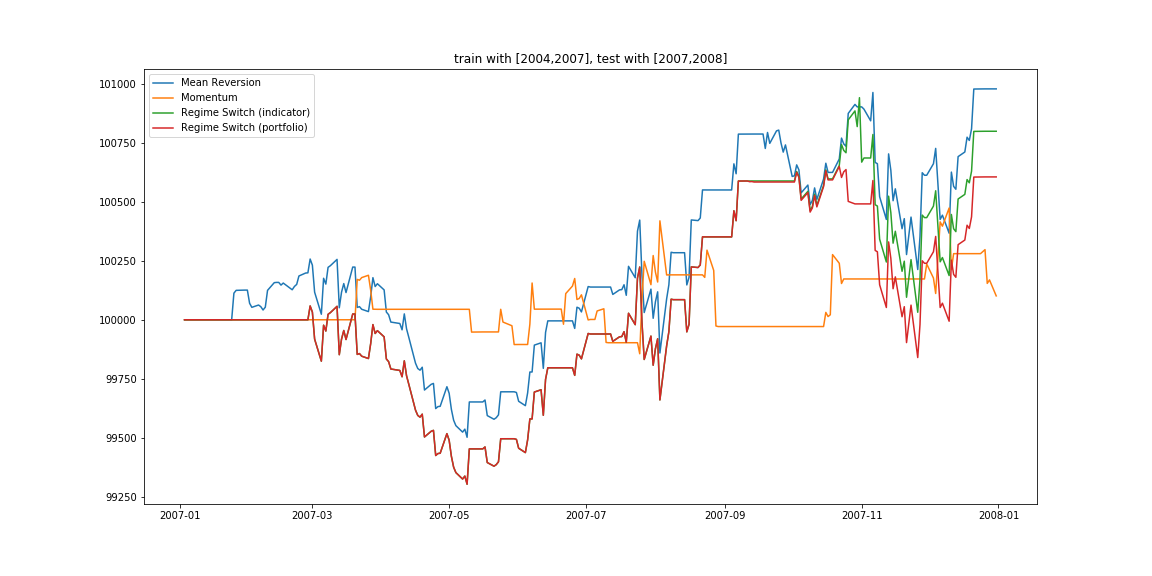 train with [2004,2007], test with [2007,2008]
Mean Reversion
Momentum
Regime Switch (indicator)
Regime Switch (portfolio)
101000
100750
100500
100250
100000
99750
99500
99250
2007-01 2007-03 2007-05 2007-07 2007-09 2007-11 2008-01